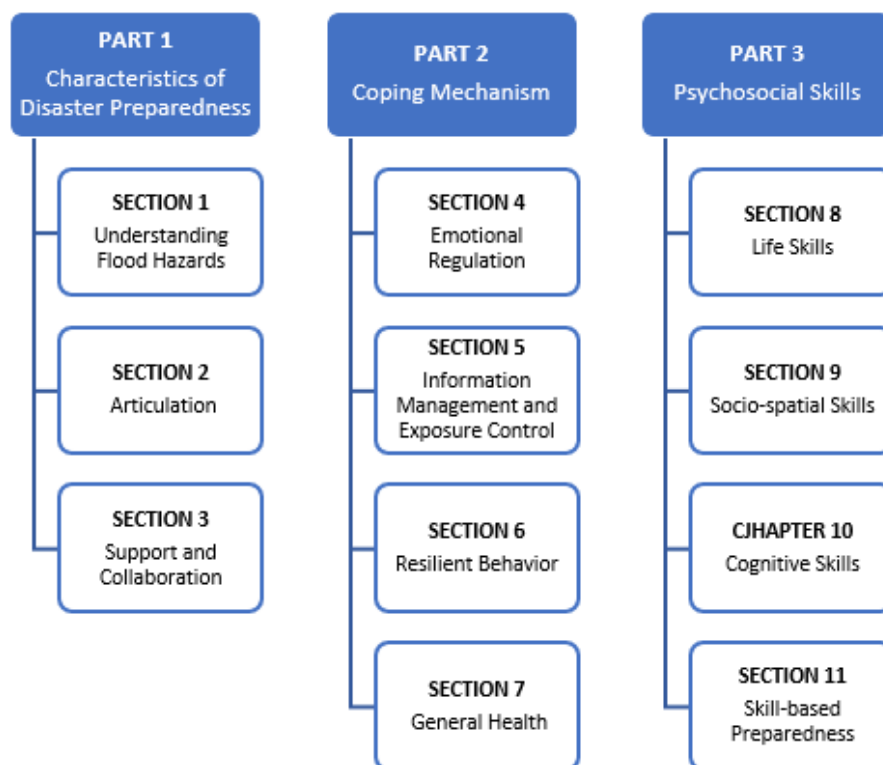 PART 1
Characteristics of
Disaster Preparedness
SECTION 1
Understanding
Flood Hazards
SECTION 2
Articulation
SECTION 3
Support and
Collaboration
PART 2
Coping Mechanism
SECTION 4
Emotional
Regulation
SECTION 5
Information
Management and
Exposure Control
SECTION 6
Resilient Behavior
SECTION 7
General Health
PART 3
Psychosocial Skills
SECTION 8
Life Skills
SECTION 9
Socio-spatial Skills
CJHAPTER 10
Cognitive Skills
SECTION 11
Skill-based
Preparedness